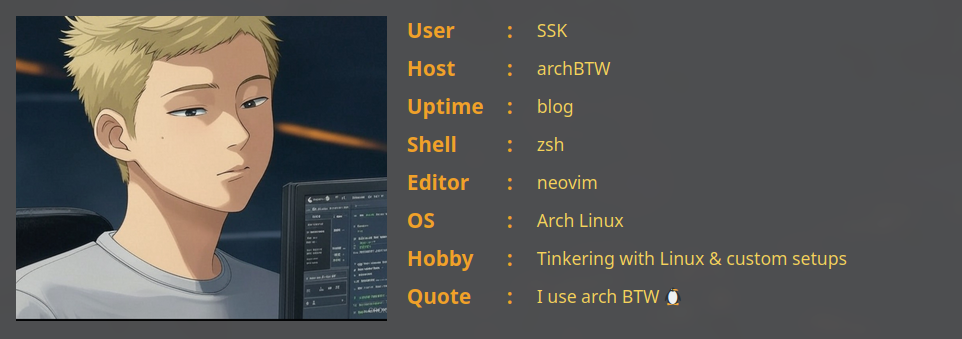 User : SSK
Host : archBTW
Uptime : blog
Shell : zsh
Editor : neovim
OS : Arch Linux
Hobby : Tinkering with Linux & custom setups
Quote : I use arch BTW 🐧